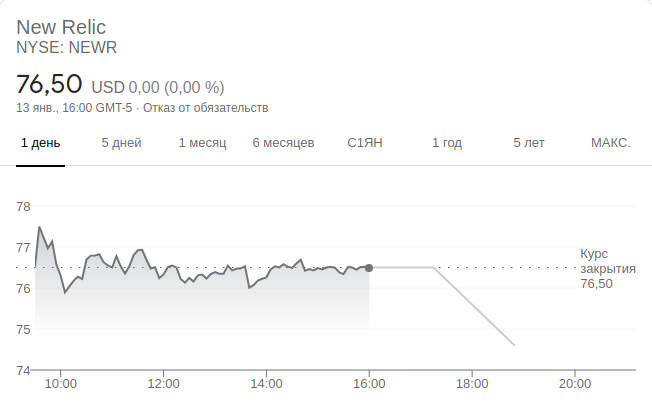 New Relic
NYSE: NEWR
76,50 USD 0,00 (0,00 %)
13 янв., 16:00 GMT-5 · Отказ от обязательств
1 день 5 дней 1 месяц 6 месяцев С1ЯН 1 год 5 лет МАКС.
78
77
76
75
74
Курс
закрытия
76,50
10:00 12:00 14:00 16:00 18:00 20:00